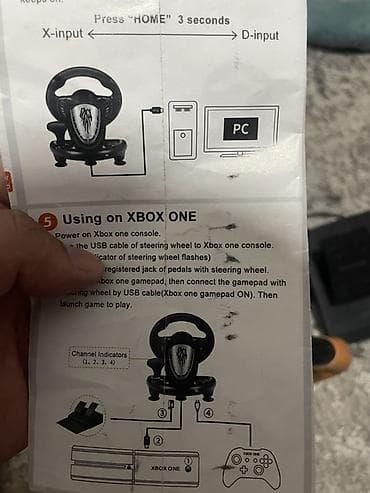 Press "HOME" 3 seconds
X-input
D-input
PC
5 Using on XBOX ONE
Power on Xbox one console.
the USB cable of steering wheel to Xbox one console.
of steering wheel flashes)
registered jack of pedals with steering wheel.
one gamepad, then connect the gamepad with
wheel by USB cable(Xbox one gamepad ON). Then
launch game to play.
Channel Indicators
(1, 2, 3, 4)
③
④
②
①
XBOX ONE
XBOX ONE